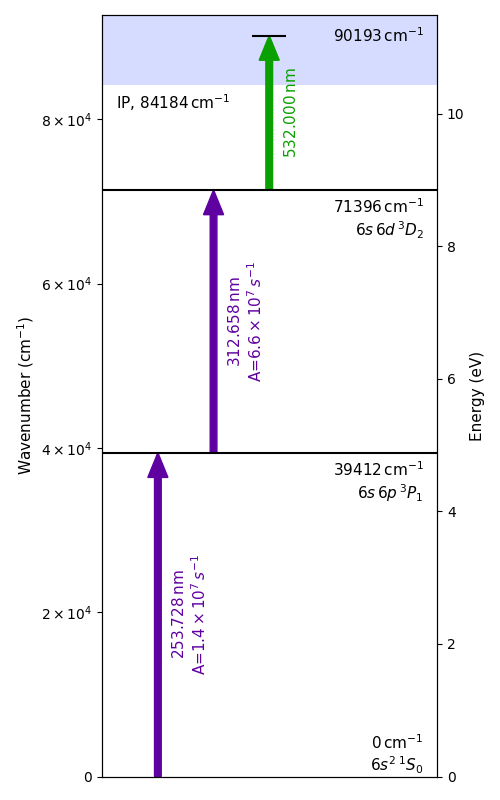 90193 cm⁻¹
IP, 84184 cm⁻¹
532.000 nm
71396 cm⁻¹
6s 6d ³D₂
312.658 nm
A=6.6 × 10⁷ s⁻¹
39412 cm⁻¹
6s 6p ³P₁
253.728 nm
A=1.4 × 10⁷ s⁻¹
0 cm⁻¹
6s² ¹S₀
Wavenumber (cm⁻¹)
8 × 10⁴
6 × 10⁴
4 × 10⁴
2 × 10⁴
0
Energy (eV)
10
8
6
4
2
0